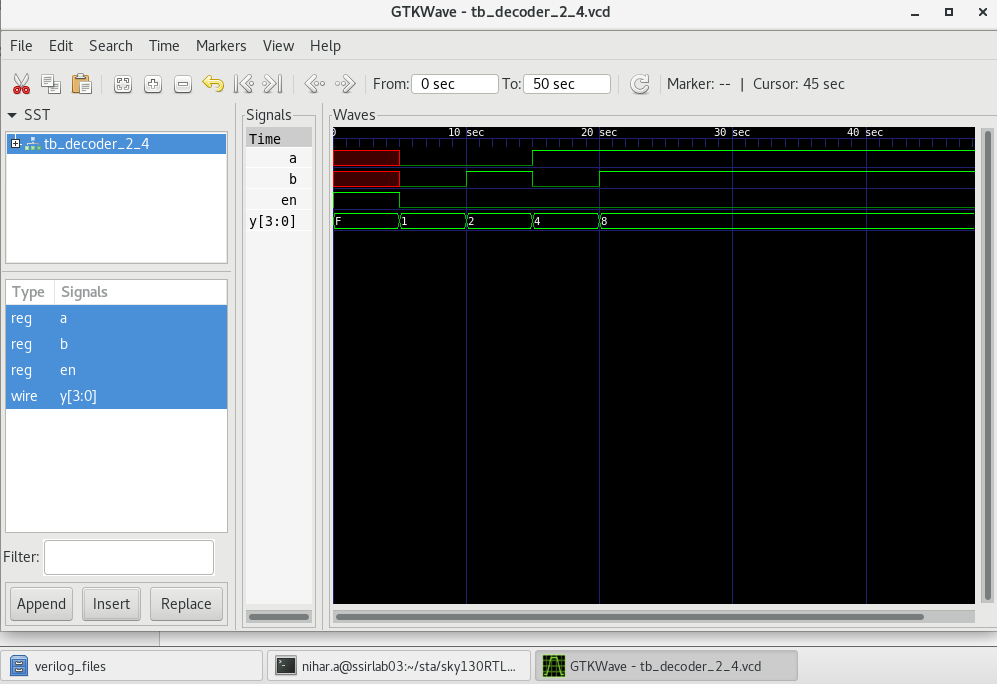 GTKWave - tb_decoder_2_4.vcd
File Edit Search Time Markers View Help
From: 0 sec To: 50 sec Marker: -- | Cursor: 45 sec
SST
tb_decoder_2_4
Type Signals
reg a
reg b
reg en
wire y[3:0]
Filter:
Append Insert Replace
Signals
Time
a
b
en
y[3:0]
Waves
0 10 sec 20 sec 30 sec 40 sec
F 1 2 4 8
verilog_files nihar.a@ssirlab03:~/sta/sky130RTL... GTKWave - tb_decoder_2_4.vcd